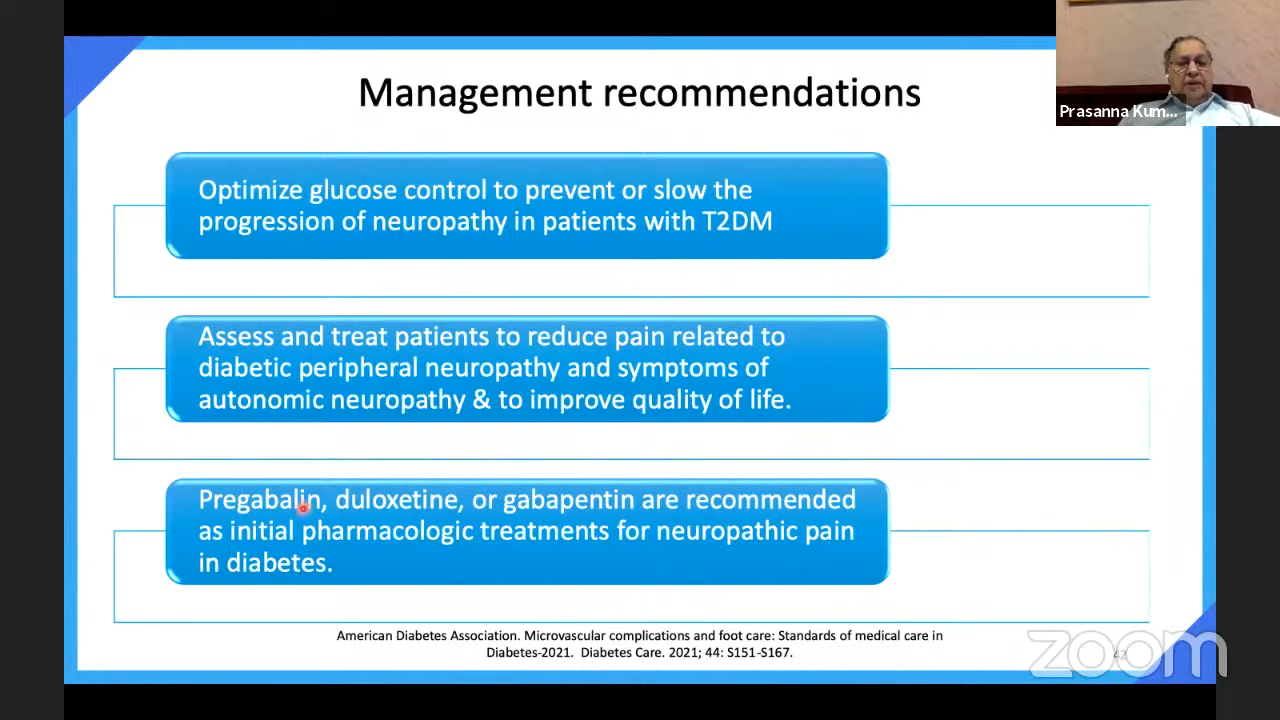 Management recommendations
Prasanna Kum...
Optimize glucose control to prevent or slow the
progression of neuropathy in patients with T2DM
Assess and treat patients to reduce pain related to
diabetic peripheral neuropathy and symptoms of
autonomic neuropathy & to improve quality of life.
Pregabalin, duloxetine, or gabapentin are recommended
as initial pharmacologic treatments for neuropathic pain
in diabetes.
American Diabetes Association. Microvascular complications and foot care: Standards of medical care in
Diabetes-2021. Diabetes Care. 2021; 44: S151-S167.
42
zoom